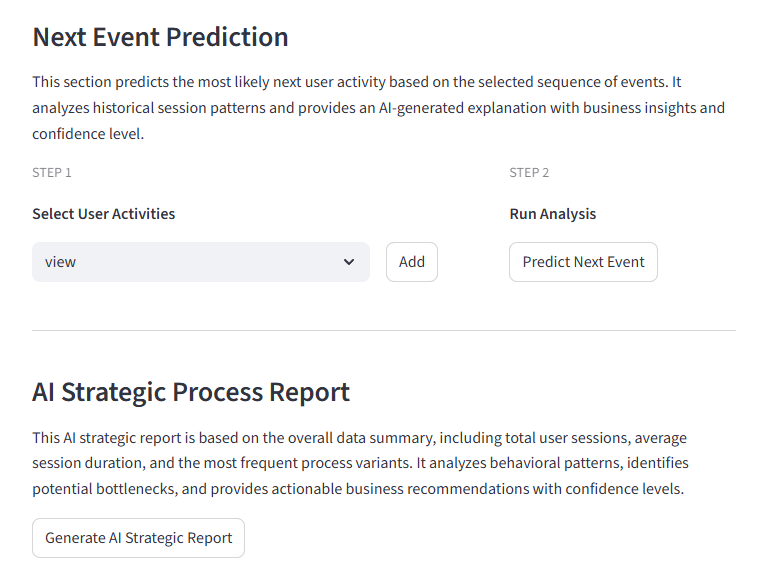 Next Event Prediction
This section predicts the most likely next user activity based on the selected sequence of events. It
analyzes historical session patterns and provides an AI-generated explanation with business insights and
confidence level.
STEP 1
STEP 2
Select User Activities
Run Analysis
view
Add
Predict Next Event
AI Strategic Process Report
This AI strategic report is based on the overall data summary, including total user sessions, average
session duration, and the most frequent process variants. It analyzes behavioral patterns, identifies
potential bottlenecks, and provides actionable business recommendations with confidence levels.
Generate AI Strategic Report